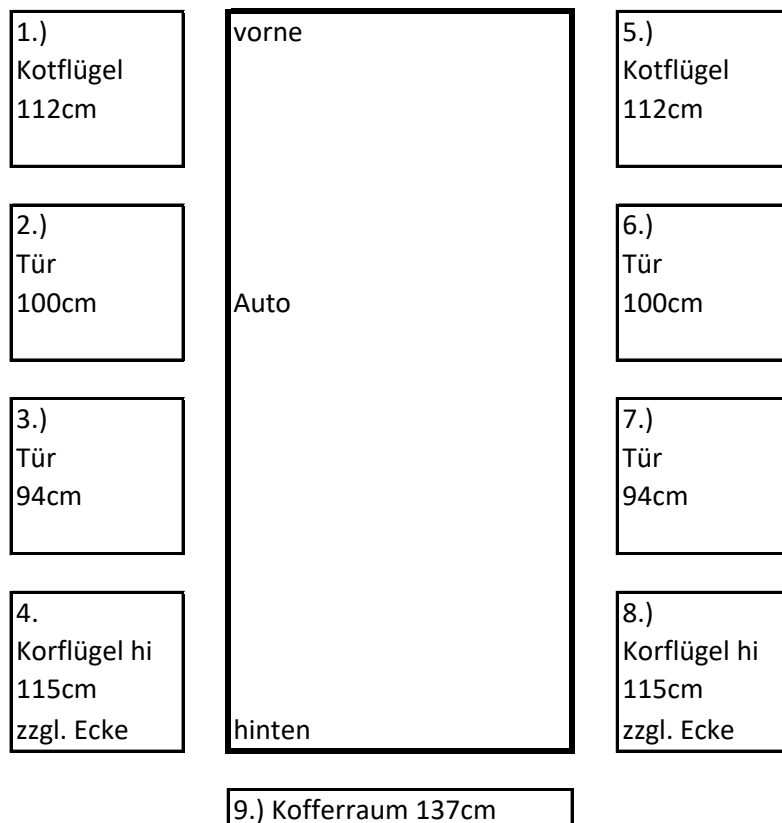 1.)
Kotflügel
112cm
vorne
5.)
Kotflügel
112cm
2.)
Tür
100cm
Auto
6.)
Tür
100cm
3.)
Tür
94cm
7.)
Tür
94cm
4.
Korflügel hi
115cm
zzgl. Ecke
hinten
8.)
Korflügel hi
115cm
zzgl. Ecke
9.) Kofferraum 137cm